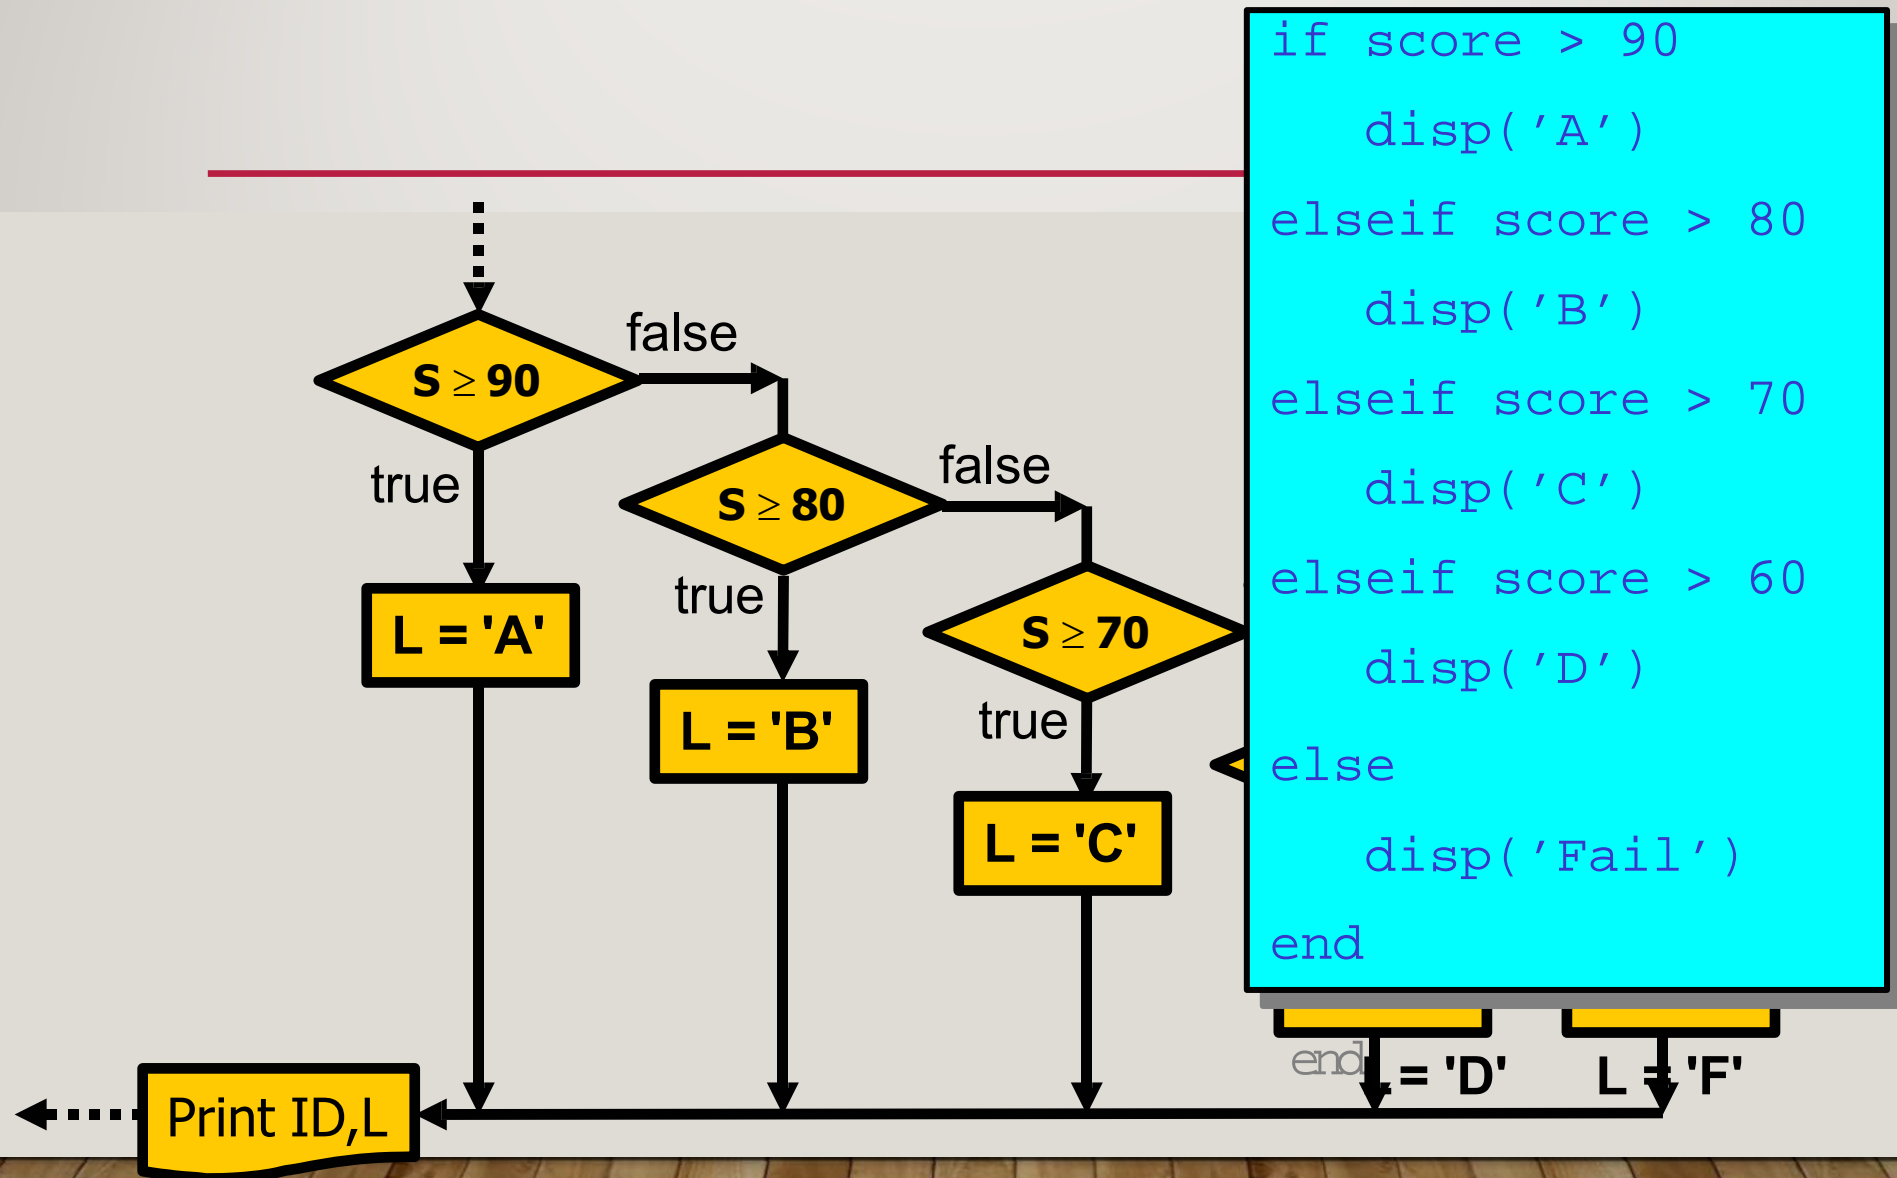 false
S ≥ 90
true
false
S ≥ 80
true
S ≥ 70
true
L = 'A'
L = 'B'
L = 'C'
if score > 90
disp('A')
elseif score > 80
disp('B')
elseif score > 70
disp('C')
elseif score > 60
disp('D')
else
disp('Fail')
end
end
= 'D'
L = 'F'
Print ID,L